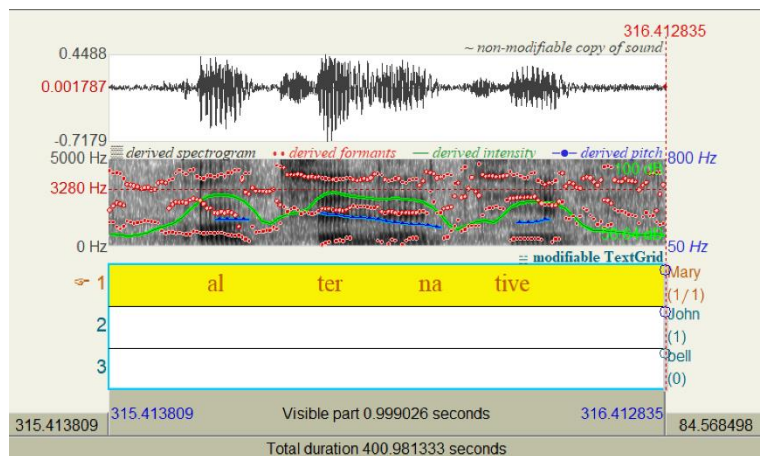 316.412835
0.4488
~ non-modifiable copy of sound
0.001787
-0.7179
5000 Hz derived spectrogram derived formants derived intensity derived pitch 800 Hz
100 dB
3280 Hz
0 Hz 50 Hz
modifiable TextGrid
1 al ter na tive Mary (1/1)
2 John (1)
3 bell (0)
315.413809 315.413809 Visible part 0.999026 seconds 316.412835 84.568498
Total duration 400.981333 seconds